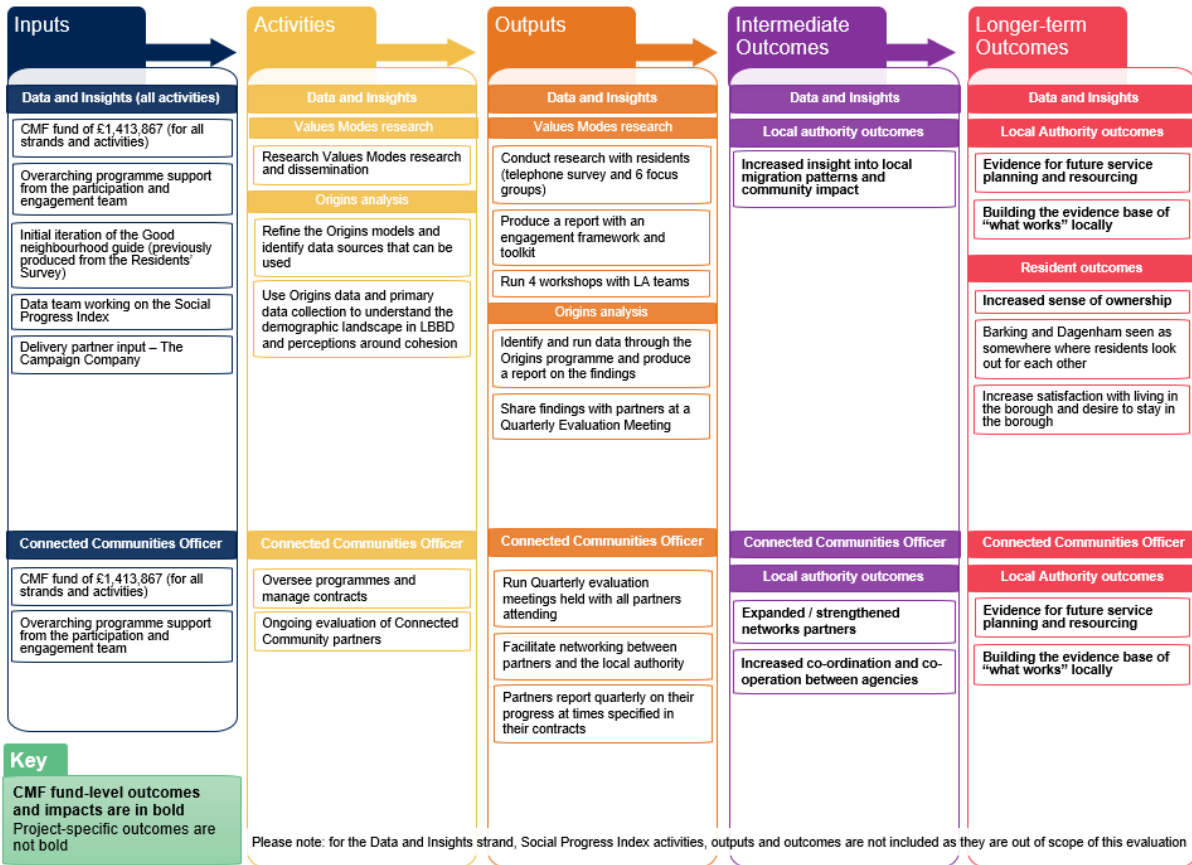 Inputs
Data and Insights (all activities)
CMF fund of £1,413,867 (for all
strands and activities)
Overarching programme support
from the participation and
engagement team
Initial iteration of the Good
neighbourhood guide (previously
produced from the Residents'
Survey)
Data team working on the Social
Progress Index
Delivery partner input – The
Campaign Company
Connected Communities Officer
CMF fund of £1,413,867 (for all
strands and activities)
Overarching programme support
from the participation and
engagement team
Activities
Data and Insights
Values Modes research
Research Values Modes research
and dissemination
Origins analysis
Refine the Origins models and
identify data sources that can be
used
Use Origins data and primary
data collection to understand the
demographic landscape in LBBD
and perceptions around cohesion
Connected Communities Officer
Oversee programmes and
manage contracts
Ongoing evaluation of Connected
Community partners
Outputs
Data and Insights
Values Modes research
Conduct research with residents
(telephone survey and 6 focus
groups)
Produce a report with an
engagement framework and
toolkit
Run 4 workshops with LA teams
Origins analysis
Identify and run data through the
Origins programme and produce
a report on the findings
Share findings with partners at a
Quarterly Evaluation Meeting
Connected Communities Officer
Run Quarterly evaluation
meetings held with all partners
attending
Facilitate networking between
partners and the local authority
Partners report quarterly on their
progress at times specified in
their contracts
Intermediate
Outcomes
Data and Insights
Local authority outcomes
Increased insight into local
migration patterns and
community impact
Connected Communities Officer
Local authority outcomes
Expanded / strengthened
networks partners
Increased co-ordination and co-
operation between agencies
Longer-term
Outcomes
Data and Insights
Local Authority outcomes
Evidence for future service
planning and resourcing
Building the evidence base of
“what works” locally
Resident outcomes
Increased sense of ownership
Barking and Dagenham seen as
somewhere where residents look
out for each other
Increase satisfaction with living in
the borough and desire to stay in
the borough
Connected Communities Officer
Local Authority outcomes
Evidence for future service
planning and resourcing
Building the evidence base of
“what works” locally
Key
CMF fund-level outcomes
and impacts are in bold
Project-specific outcomes are
not bold
Please note: for the Data and Insights strand, Social Progress Index activities, outputs and outcomes are not included as they are out of scope of this evaluation